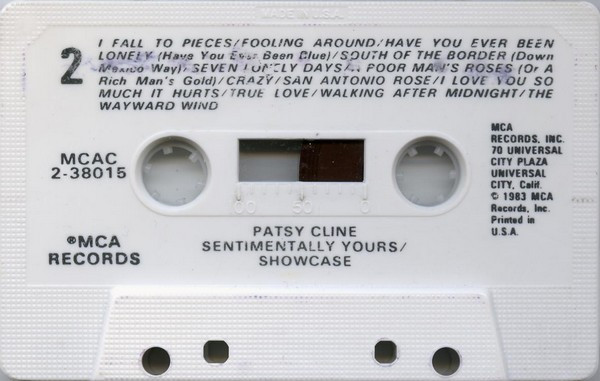 MADE IN U.S.A.
2
I FALL TO PIECES/FOOLING AROUND/HAVE YOU EVER BEEN
LONELY (Have You Ever Been Blue)/SOUTH OF THE BORDER (Down
Mexico Way)/SEVEN LONELY DAYS/A POOR MAN'S ROSES (Or A
Rich Man's Gold)/CRAZY/SAN ANTONIO ROSE/I LOVE YOU SO
MUCH IT HURTS/TRUE LOVE/WALKING AFTER MIDNIGHT/THE
WAYWARD WIND
MCAC
2-38015
100 50 0
MCA
RECORDS, INC.
70 UNIVERSAL
CITY PLAZA
UNIVERSAL
CITY, Calif.
© 1983 MCA
Records, Inc.
Printed in
U.S.A.
®MCA
RECORDS
PATSY CLINE
SENTIMENTALLY YOURS/
SHOWCASE